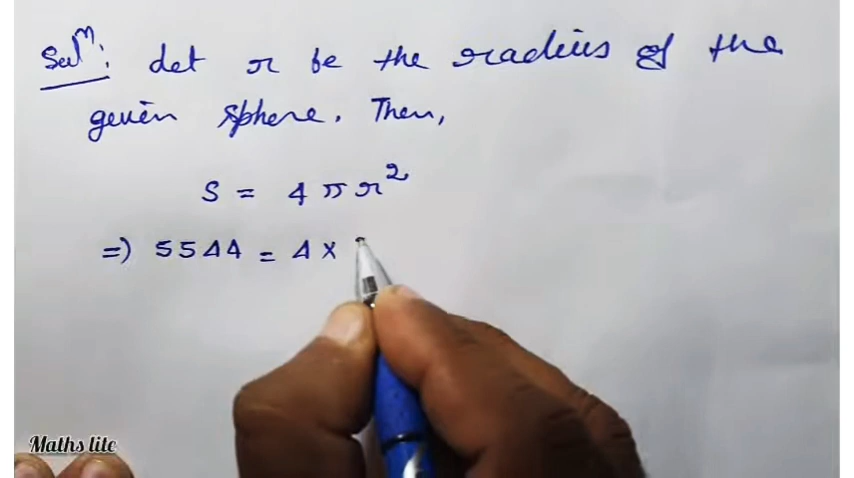 Solⁿ: Let r be the radius of the
given sphere. Then,
S = 4πr²
=) 5544 = 4 ×
Maths lite